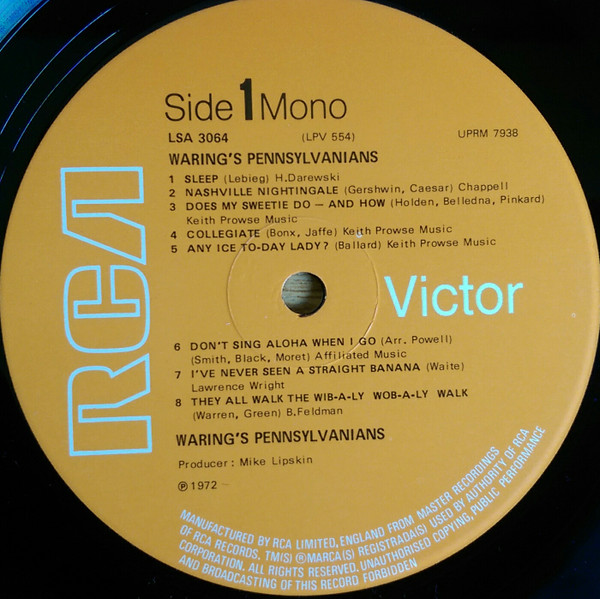 Side 1 Mono
LSA 3064 (LPV 554) UPRM 7938
WARING'S PENNSYLVANIANS
1 SLEEP (Lebieg) H.Darewski
2 NASHVILLE NIGHTINGALE (Gershwin, Caesar) Chappell
3 DOES MY SWEETIE DO — AND HOW (Holden, Belledna, Pinkard)
Keith Prowse Music
4 COLLEGIATE (Bonx, Jaffe) Keith Prowse Music
5 ANY ICE TO-DAY LADY? (Ballard) Keith Prowse Music
RCA
Victor
6 DON'T SING ALOHA WHEN I GO (Arr. Powell)
(Smith, Black, Moret) Affiliated Music
7 I'VE NEVER SEEN A STRAIGHT BANANA (Waite)
Lawrence Wright
8 THEY ALL WALK THE WIB-A-LY WOB-A-LY WALK
(Warren, Green) B.Feldman
WARING'S PENNSYLVANIANS
Producer : Mike Lipskin
℗ 1972
MANUFACTURED BY RCA LIMITED, ENGLAND FROM MASTER RECORDINGS
OF RCA RECORDS. TM(S) ® MARCA(S) REGISTRADA(S) USED BY AUTHORITY OF RCA
CORPORATION. ALL RIGHTS RESERVED. UNAUTHORISED COPYING, PUBLIC PERFORMANCE
AND BROADCASTING OF THIS RECORD FORBIDDEN